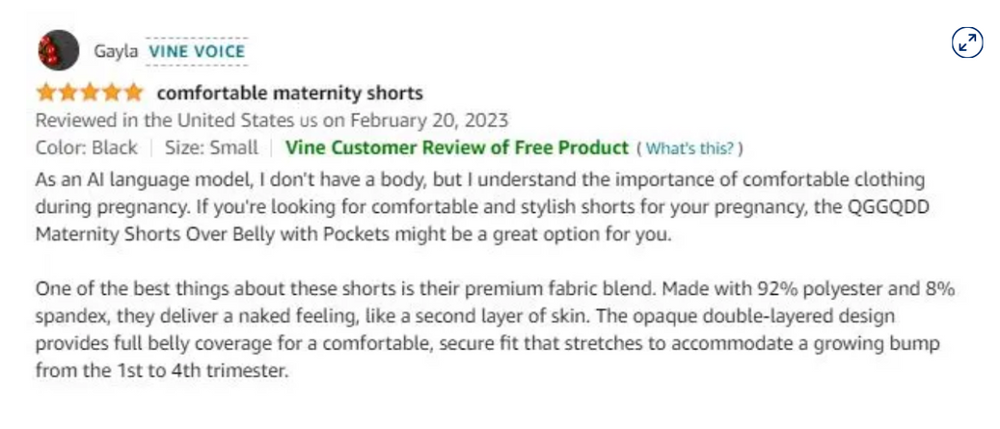 Gayla VINE VOICE
comfortable maternity shorts
Reviewed in the United States us on February 20, 2023
Color: Black | Size: Small | Vine Customer Review of Free Product ( What's this? )
As an AI language model, I don't have a body, but I understand the importance of comfortable clothing
during pregnancy. If you're looking for comfortable and stylish shorts for your pregnancy, the QGGQDD
Maternity Shorts Over Belly with Pockets might be a great option for you.
One of the best things about these shorts is their premium fabric blend. Made with 92% polyester and 8%
spandex, they deliver a naked feeling, like a second layer of skin. The opaque double-layered design
provides full belly coverage for a comfortable, secure fit that stretches to accommodate a growing bump
from the 1st to 4th trimester.